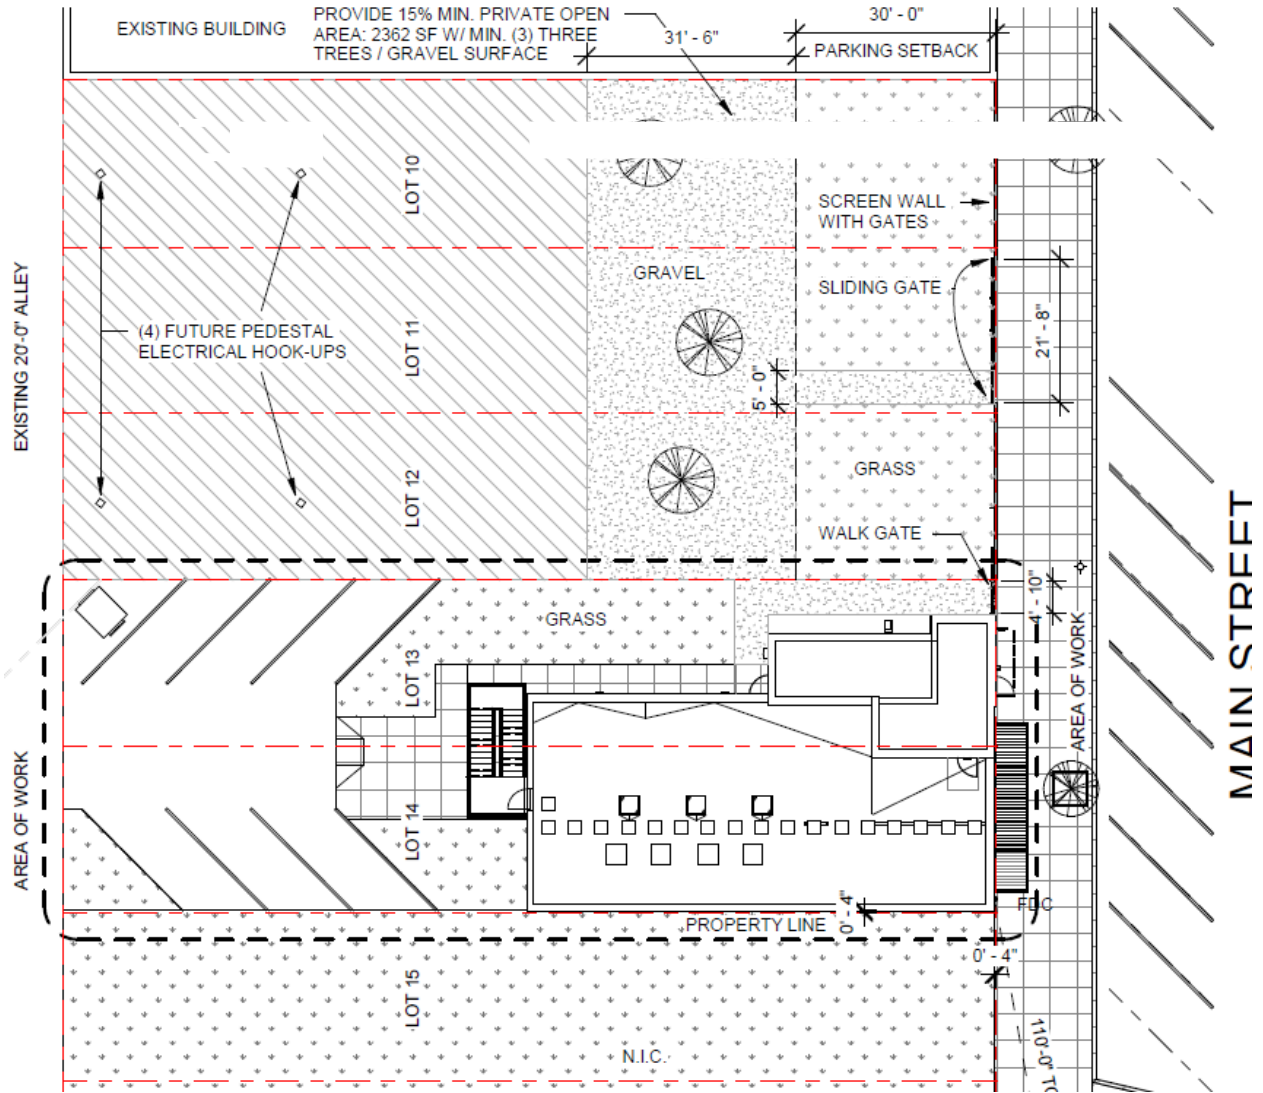 EXISTING BUILDING
PROVIDE 15% MIN. PRIVATE OPEN
AREA: 2362 SF W/ MIN. (3) THREE
TREES / GRAVEL SURFACE
31' - 6"
30' - 0"
PARKING SETBACK
LOT 10
SCREEN WALL
WITH GATES
GRAVEL
SLIDING GATE
21' - 8"
EXISTING 20'-0" ALLEY
(4) FUTURE PEDESTAL
ELECTRICAL HOOK-UPS
LOT 11
5' - 0"
LOT 12
GRASS
WALK GATE
MAIN STREET
4' - 10"
GRASS
AREA OF WORK
LOT 13
AREA OF WORK
LOT 14
FDC
PROPERTY LINE
0' - 4"
0' - 4"
LOT 15
N.I.C.
110'-0" TO